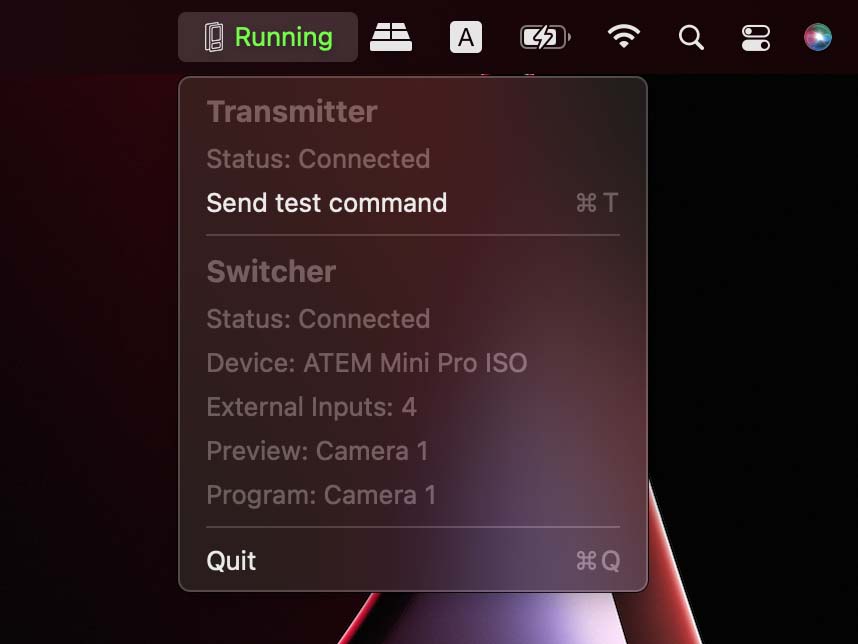 Running
A
Transmitter
Status: Connected
Send test command ⌘ T
Switcher
Status: Connected
Device: ATEM Mini Pro ISO
External Inputs: 4
Preview: Camera 1
Program: Camera 1
Quit ⌘ Q